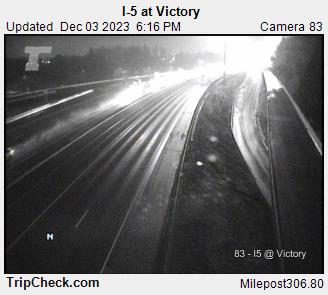 I-5 at Victory
Updated  Dec 03 2023  6:16 PM
Camera 83
T
N
83 - I5 @ Victory
TripCheck.com
Milepost306.80